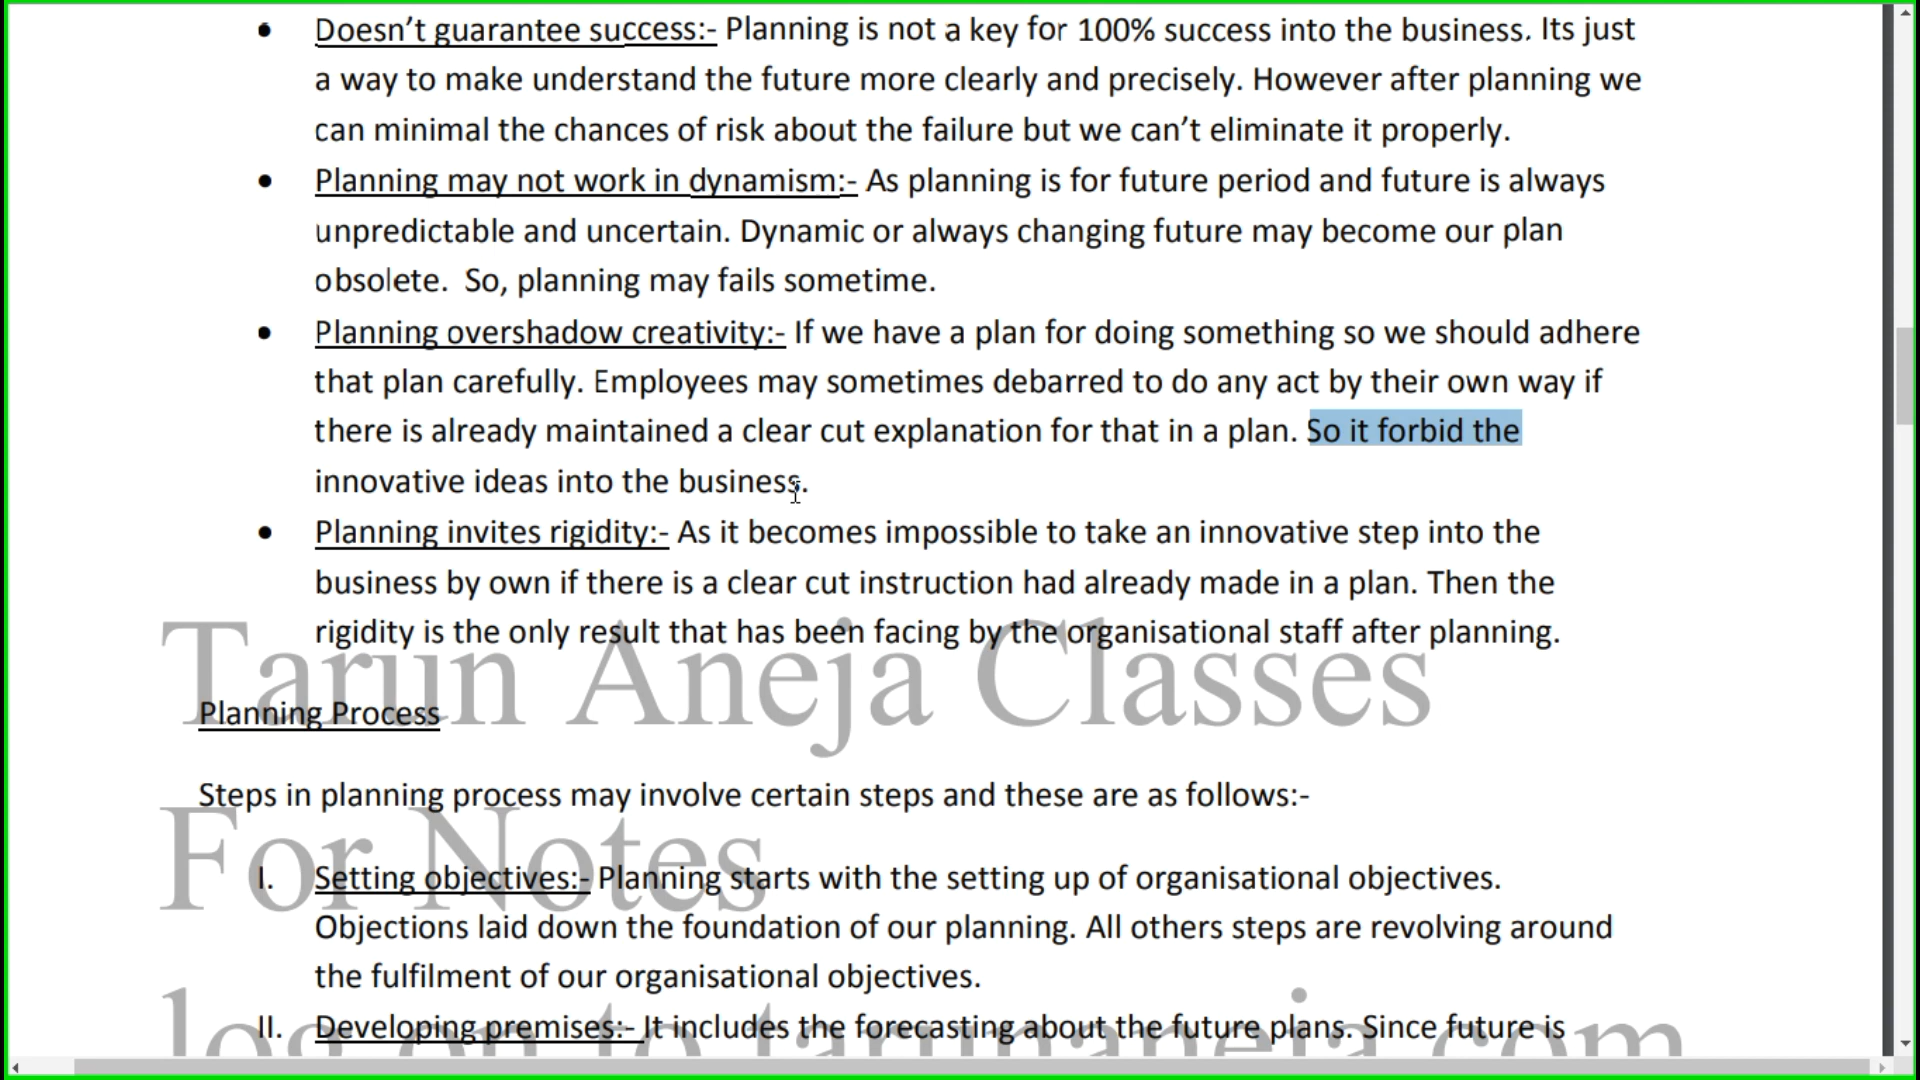 • Doesn’t guarantee success:- Planning is not a key for 100% success into the business. Its just
a way to make understand the future more clearly and precisely. However after planning we
can minimal the chances of risk about the failure but we can’t eliminate it properly.
• Planning may not work in dynamism:- As planning is for future period and future is always
unpredictable and uncertain. Dynamic or always changing future may become our plan
obsolete.  So, planning may fails sometime.
• Planning overshadow creativity:- If we have a plan for doing something so we should adhere
that plan carefully. Employees may sometimes debarred to do any act by their own way if
there is already maintained a clear cut explanation for that in a plan. So it forbid the
innovative ideas into the business.
• Planning invites rigidity:- As it becomes impossible to take an innovative step into the
business by own if there is a clear cut instruction had already made in a plan. Then the
rigidity is the only result that has been facing by the organisational staff after planning.
Tarun Aneja Classes
Planning Process
Steps in planning process may involve certain steps and these are as follows:-
For Notes
I. Setting objectives:- Planning starts with the setting up of organisational objectives.
Objections laid down the foundation of our planning. All others steps are revolving around
the fulfilment of our organisational objectives.
II. Developing premises:- It includes the forecasting about the future plans. Since future is
log on to tarunaneja.com